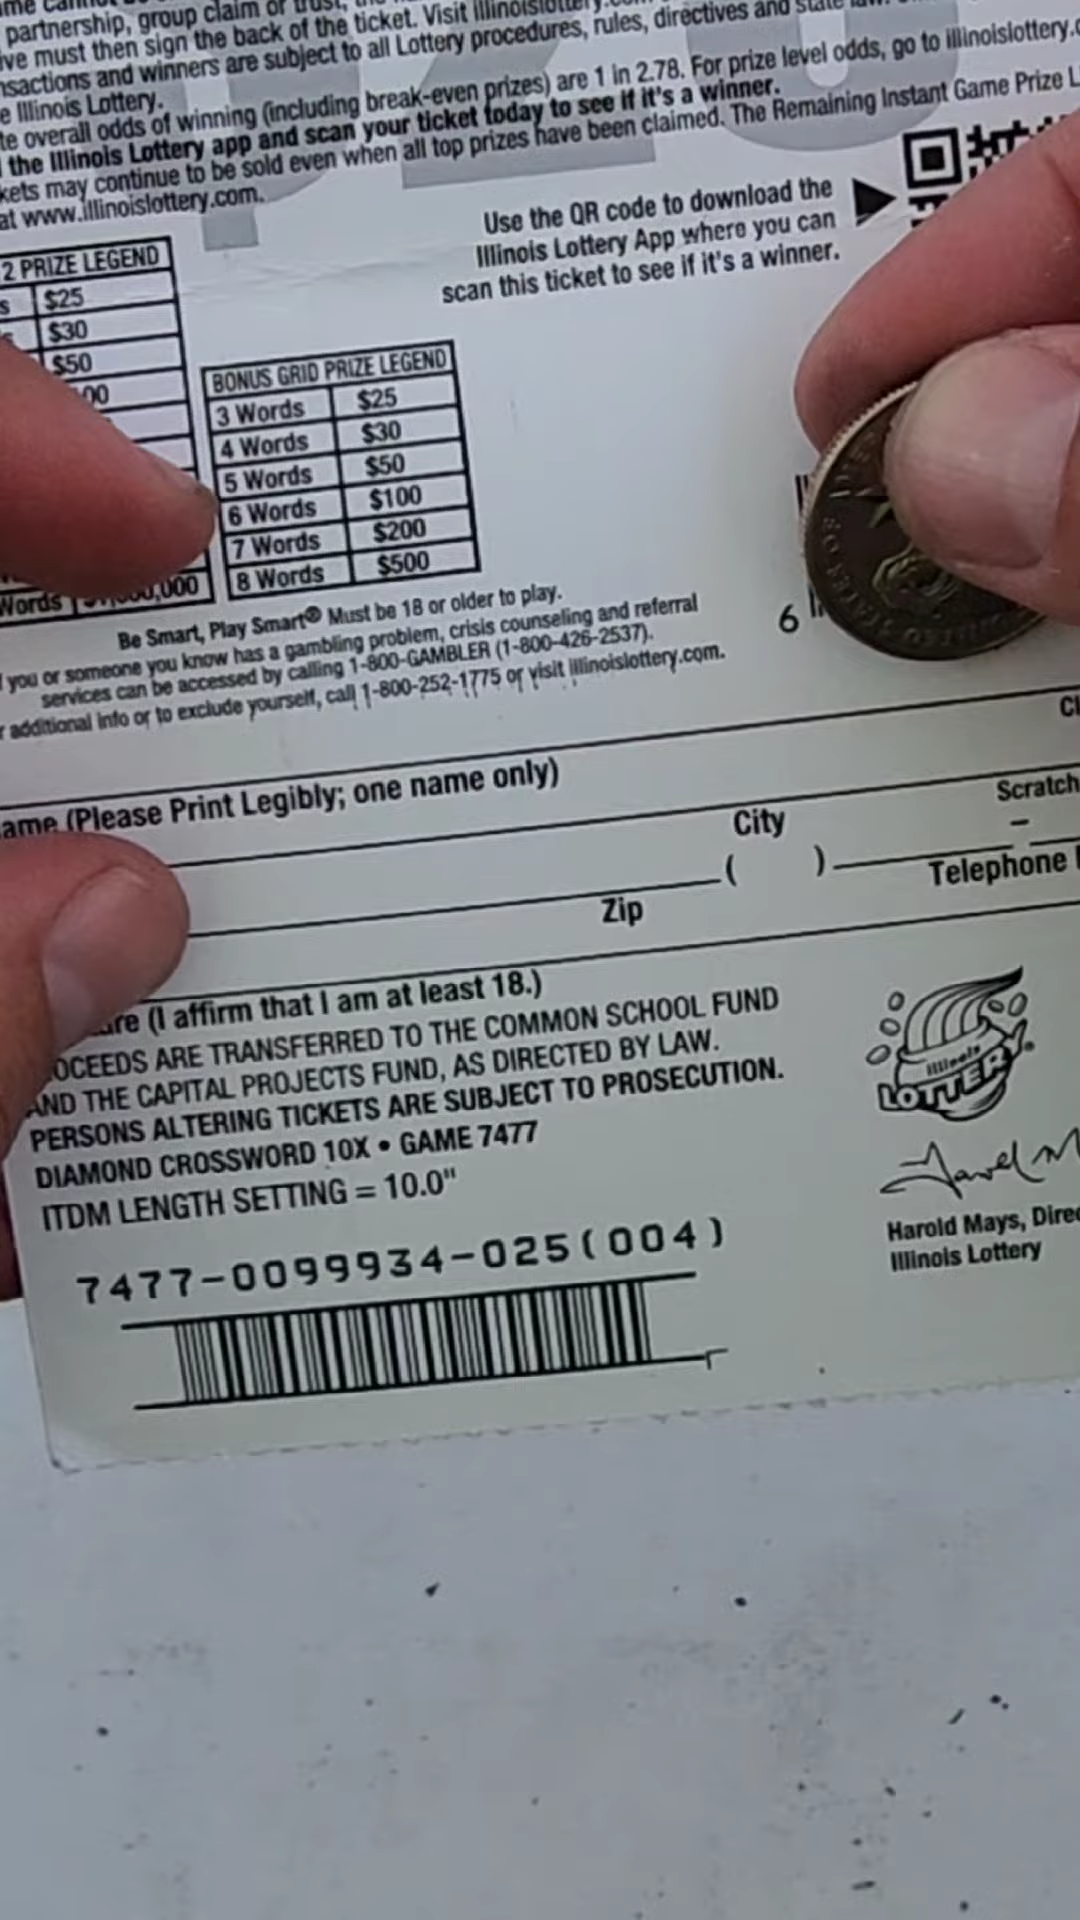 partnership, group claim or trust, the
must then sign the back of the ticket. Visit illinoislottery.
nsactions and winners are subject to all Lottery procedures, rules, directives and state law.
e Illinois Lottery.
te overall odds of winning (including break-even prizes) are 1 in 2.78. For prize level odds, go to illinoislottery.c
the Illinois Lottery app and scan your ticket today to see if it's a winner.
kets may continue to be sold even when all top prizes have been claimed. The Remaining Instant Game Prize L
at www.illinoislottery.com.
Use the QR code to download the
Illinois Lottery App where you can
scan this ticket to see if it's a winner.
2 PRIZE LEGEND
s $25
$30
$50
00
Words 000
BONUS GRID PRIZE LEGEND
3 Words $25
4 Words $30
5 Words $50
6 Words $100
7 Words $200
8 Words $500
6
Be Smart, Play Smart® Must be 18 or older to play.
f you or someone you know has a gambling problem, crisis counseling and referral
services can be accessed by calling 1-800-GAMBLER (1-800-426-2537).
r additional info or to exclude yourself, call 1-800-252-1775 or visit illinoislottery.com.
ame (Please Print Legibly; one name only)
City
Scratch
( ) –
Zip
Telephone
re (I affirm that I am at least 18.)
OCEEDS ARE TRANSFERRED TO THE COMMON SCHOOL FUND
AND THE CAPITAL PROJECTS FUND, AS DIRECTED BY LAW.
PERSONS ALTERING TICKETS ARE SUBJECT TO PROSECUTION.
DIAMOND CROSSWORD 10X • GAME 7477
ITDM LENGTH SETTING = 10.0"
7477-0099934-025(004)
Illinois
LOTTERY
Harold Mays, Direc
Illinois Lottery